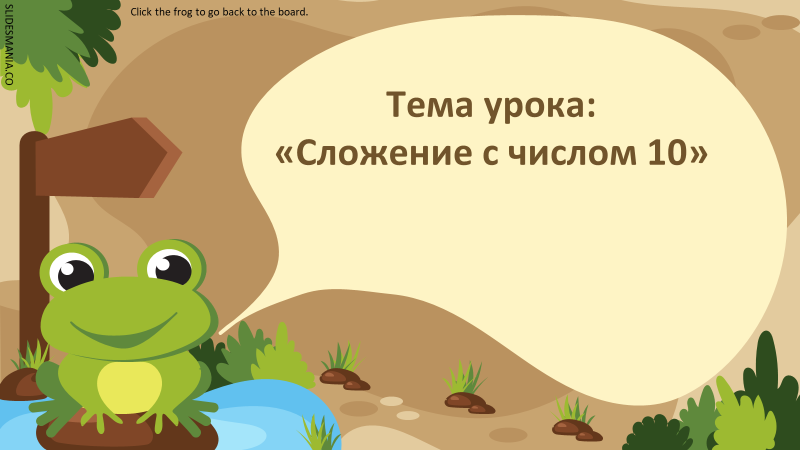 SLIDESMANIA.CO
Click the frog to go back to the board.
Тема урока:
«Сложение с числом 10»